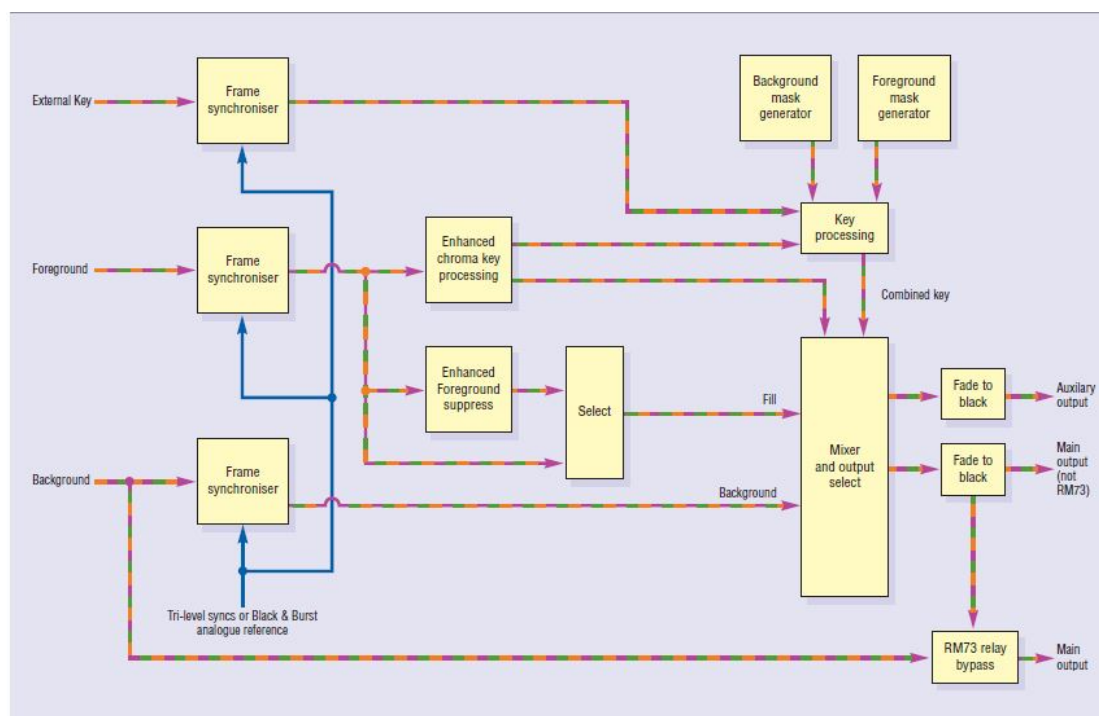 External Key
Frame
synchroniser
Background
mask
generator
Foreground
mask
generator
Key
processing
Foreground
Frame
synchroniser
Enhanced
chroma key
processing
Combined key
Enhanced
Foreground
suppress
Select
Fill
Mixer
and output
select
Fade to
black
Auxilary
output
Background
Frame
synchroniser
Background
Fade to
black
Main
output
(not
RM73)
Tri-level syncs or Black & Burst
analogue reference
RM73 relay
bypass
Main
output